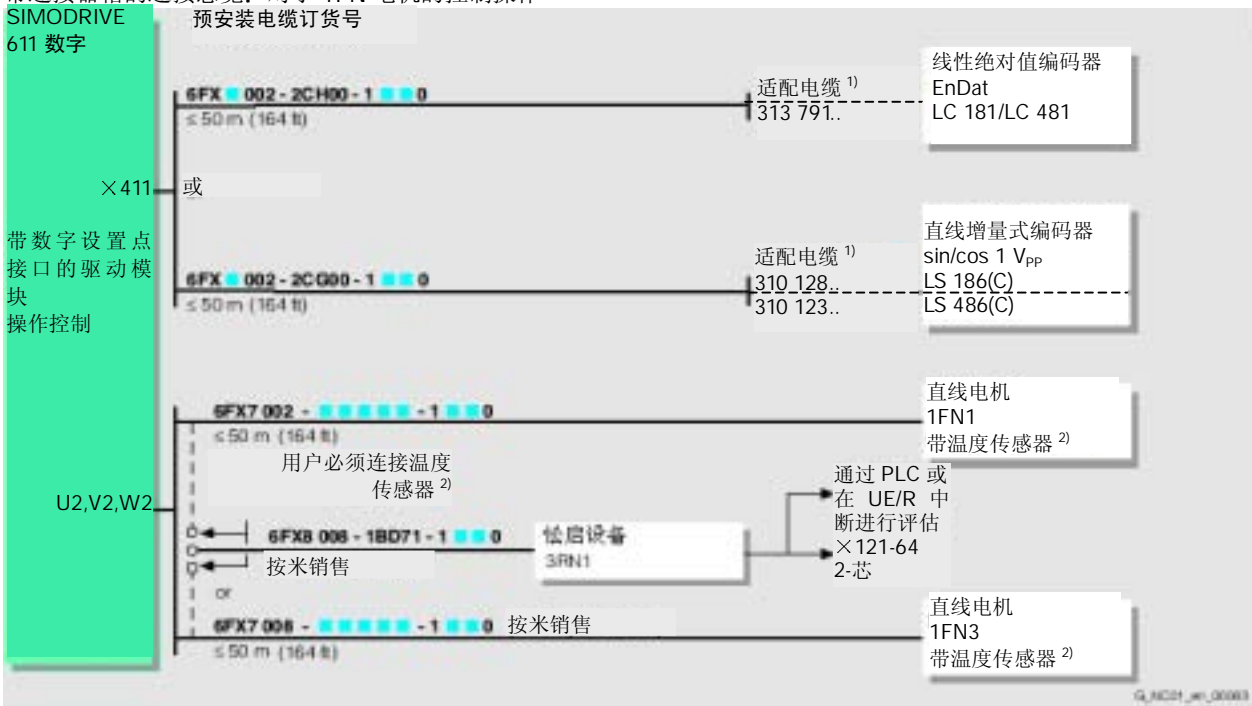 SIMODRIVE
611 数字
预安装电缆订货号
6FX 002 - 2CH00 - 1 0
≤ 50 m (164 ft)
适配电缆 1)
313 791..
线性绝对值编码器
EnDat
LC 181/LC 481
×411
或
带数字设置点
接口的驱动模
块
操作控制
6FX 002 - 2CG00 - 1 0
≤ 50 m (164 ft)
适配电缆 1)
310 128..
310 123..
直线增量式编码器
sin/cos 1 VPP
LS 186(C)
LS 486(C)
6FX7 002 - - 1 0
≤ 50 m (164 ft)
直线电机
1FN1
带温度传感器 2)
用户必须连接温度
传感器 2)
U2,V2,W2
6FX8 008 - 1BD71 - 1 0
按米销售
设备
3RN1
通过 PLC 或
在 UE/R 中
断进行评估
×121-64
2-芯
or
6FX7 008 - - 1 0 按米销售
≤ 50 m (164 ft)
直线电机
1FN3
带温度传感器 2)
G_NC01_en_00083